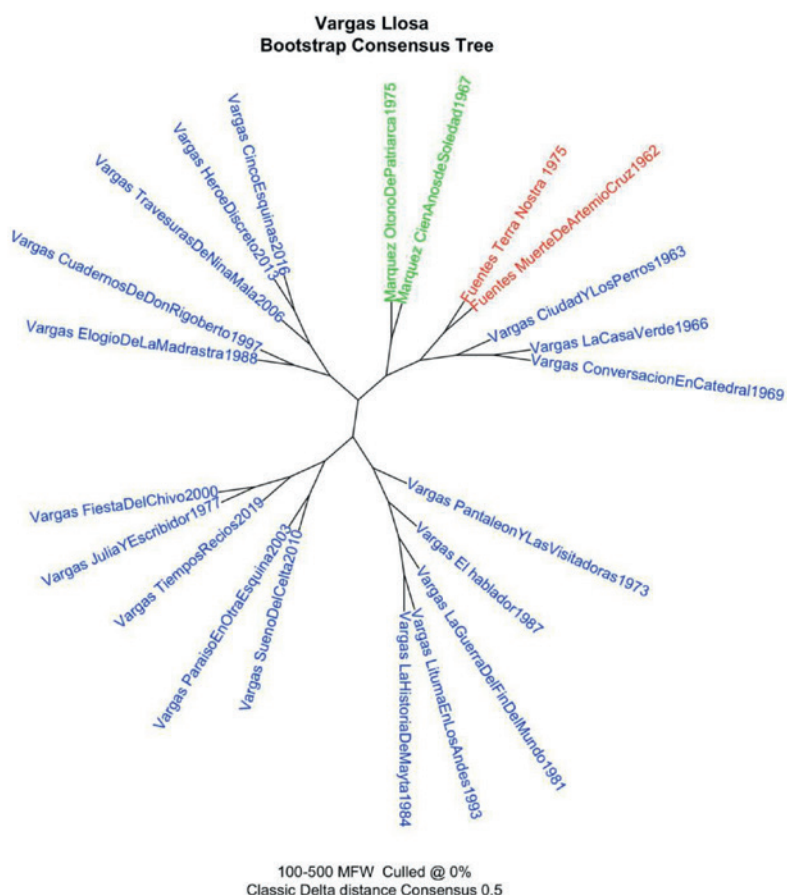 Vargas Llosa
Bootstrap Consensus Tree
Vargas CincoEsquinas2016
Vargas HeroeDiscreto2013
Vargas TravesurasDeNinaMala2006
Vargas CuadernosDeDonRigoberto1997
Vargas ElogioDeLaMadrastra1988
Marquez OtonoDePatriarca1975
Marquez CienAnosdeSoledad1967
Fuentes Terra Nostra 1975
Fuentes MuerteDeArtemioCruz1962
Vargas CiudadYLosPerros1963
Vargas LaCasaVerde1966
Vargas ConversacionEnCatedral1969
Vargas FiestaDelChivo2000
Vargas JuliaYEscribidor1977
Vargas TiemposRecios2019
Vargas ParaisoEnOtraEsquina2003
Vargas SuenoDelCelta2010
Vargas PantaleonYLasVisitadoras1973
Vargas El hablador1987
Vargas LaGuerraDelFinDelMundo1981
Vargas LitumaEnLosAndes1993
Vargas LaHistoriaDeMayta1984
100-500 MFW Culled @ 0%
Classic Delta distance Consensus 0.5